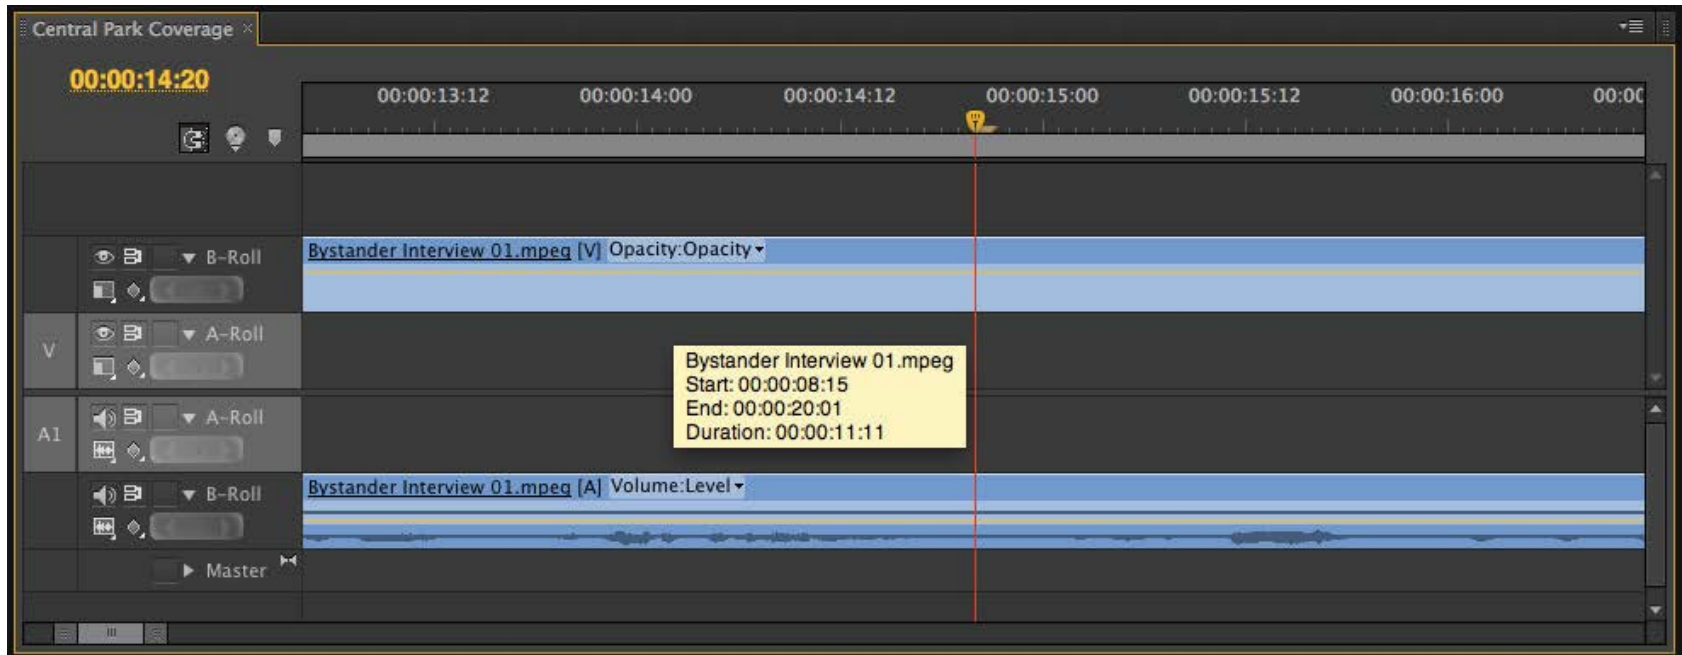 Central Park Coverage
00:00:14:20
00:00:13:12 00:00:14:00 00:00:14:12 00:00:15:00 00:00:15:12 00:00:16:00 00:00
B-Roll
Bystander Interview 01.mpeg [V] Opacity:Opacity
V
A-Roll
Bystander Interview 01.mpeg
Start: 00:00:08:15
End: 00:00:20:01
Duration: 00:00:11:11
A1
A-Roll
B-Roll
Bystander Interview 01.mpeg [A] Volume:Level
Master